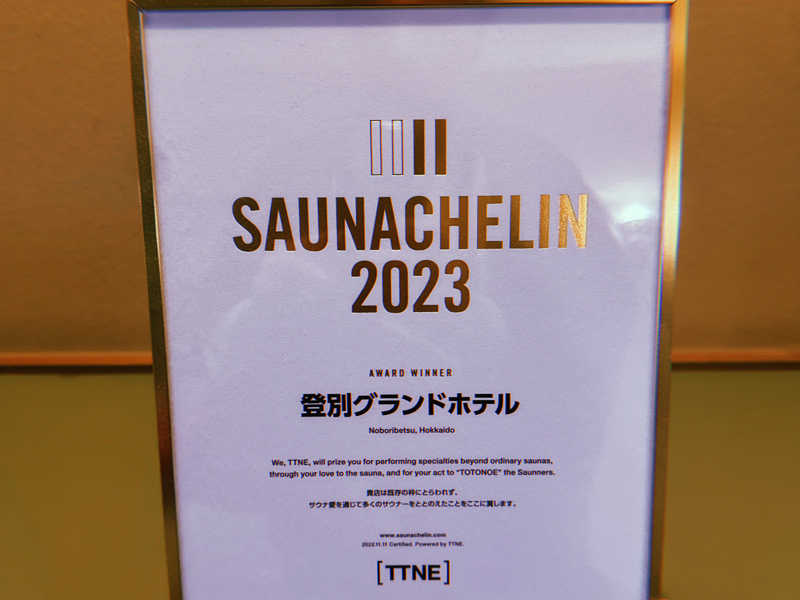 SAUNACHELIN
2023
AWARD WINNER
登別グランドホテル
Noboribetsu, Hokkaido
We, TTNE, will prize you for performing specialties beyond ordinary saunas,
through your love to the sauna, and for your act to "TOTONOE" the Saunners.
貴店は既存の枠にとらわれず、
サウナ愛を通じて多くのサウナーをととのえたことをここに賞します。
www.saunachelin.com
2023.11.11 Certified. Powered by TTNE.
[TTNE]